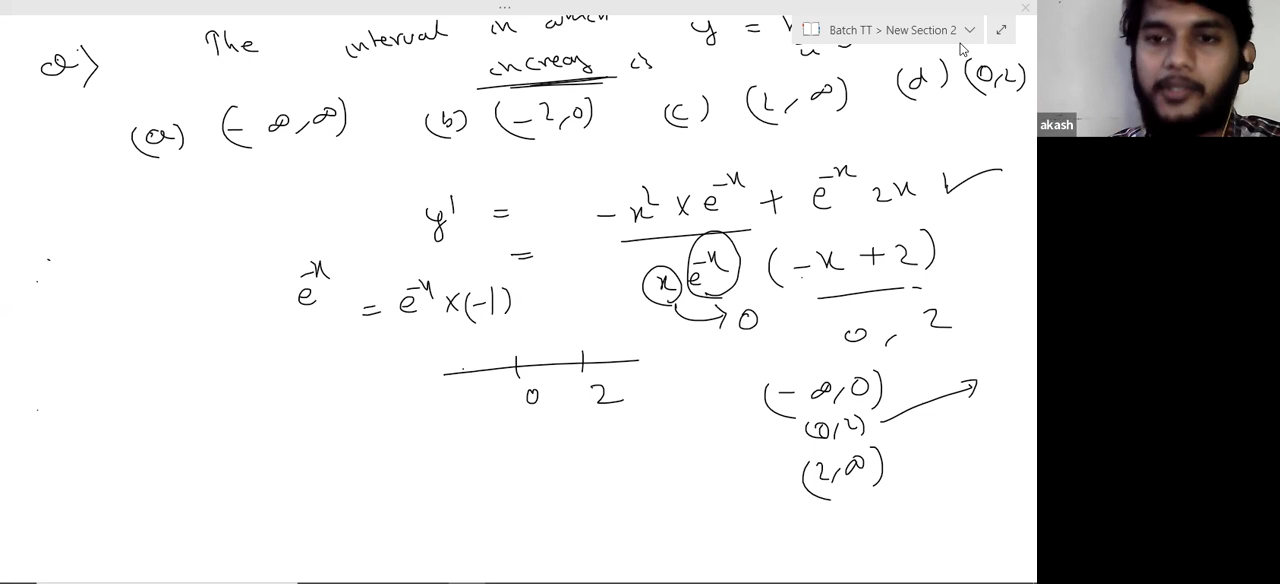 Q) The interval in which y =
increas is
(a) (-∞,∞) (b) (-2,0) (c) (2,∞) (d) (0,2)
Batch TT > New Section 2
akash
y' = -x² × e^-x + e^-x 2x ✓
= x e^-x (-x + 2)
e^-x = e^-x × (-1)
→ 0
0, 2
0 2
(-∞,0)
(0,2) →
(2,∞)